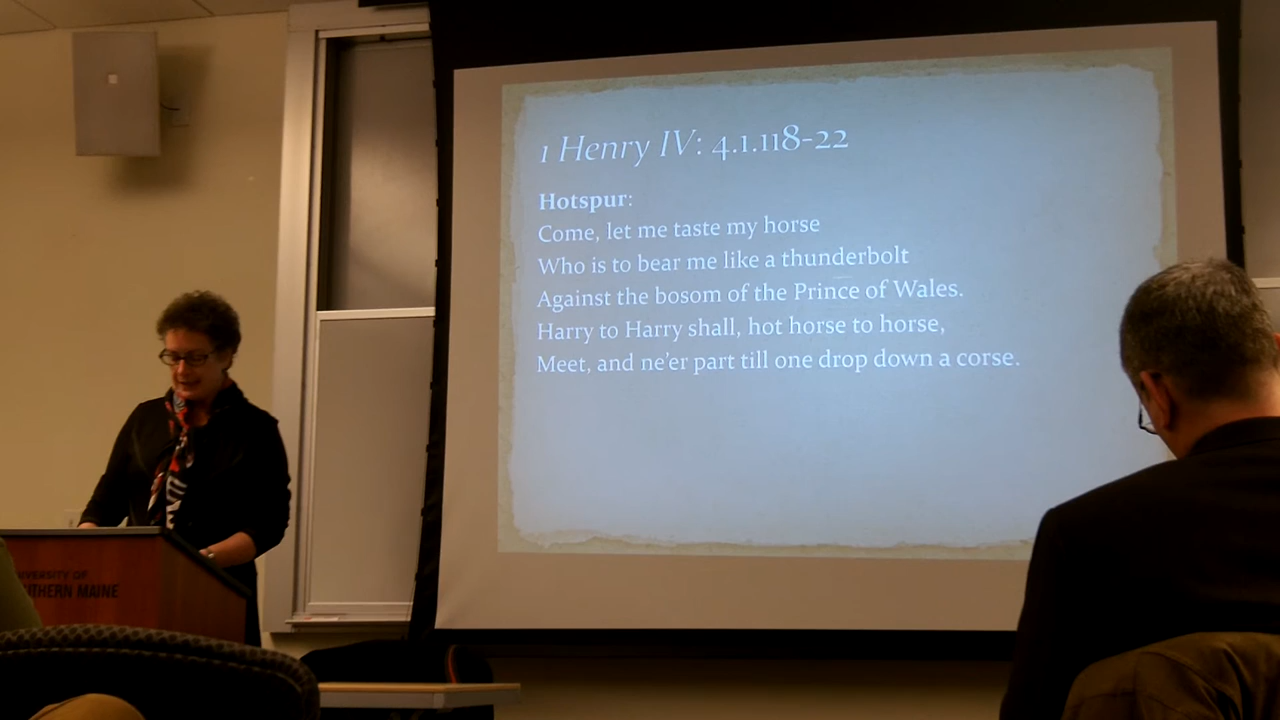 1 Henry IV: 4.1.118-22
Hotspur:
Come, let me taste my horse
Who is to bear me like a thunderbolt
Against the bosom of the Prince of Wales.
Harry to Harry shall, hot horse to horse,
Meet, and ne'er part till one drop down a corse.
IVERSITY OF
THERN MAINE